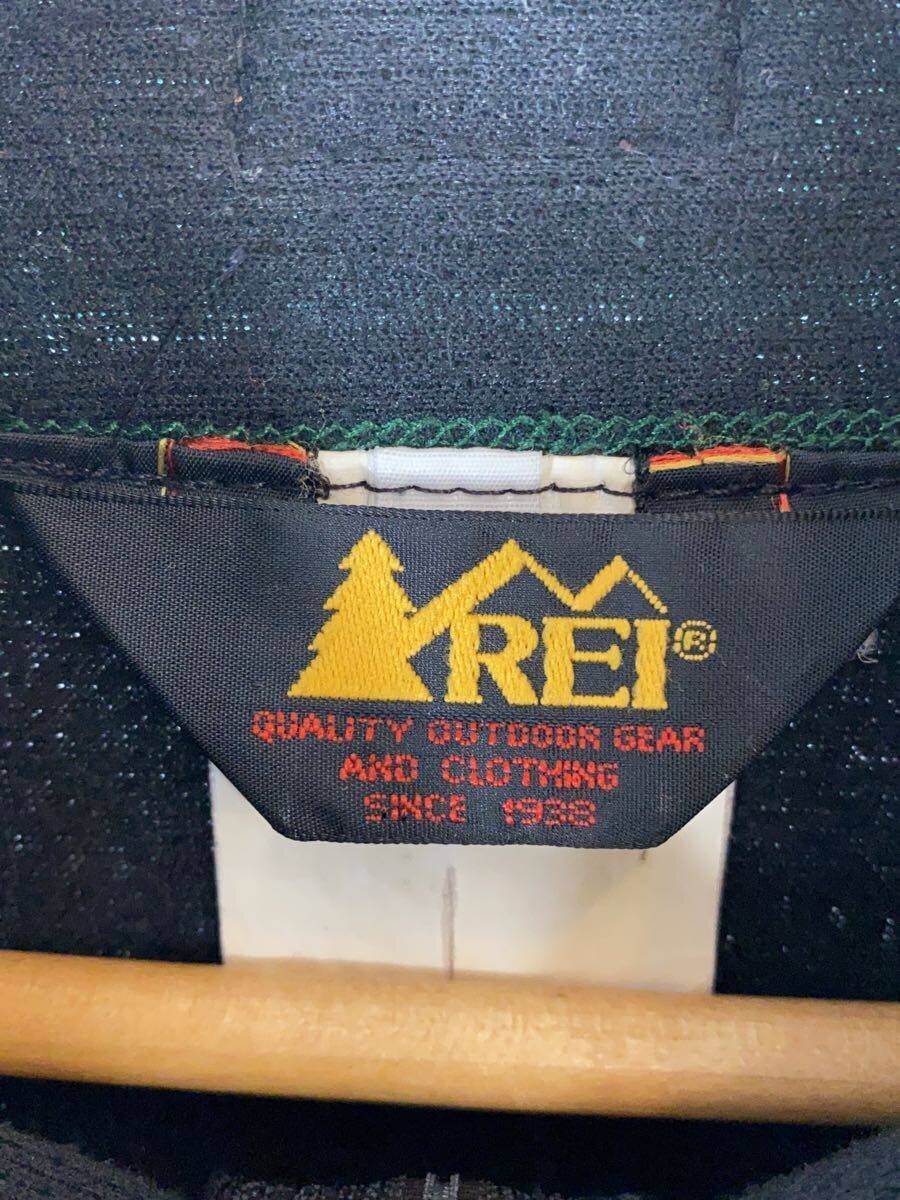 REI®
QUALITY OUTDOOR GEAR
AND CLOTHING
SINCE 1938